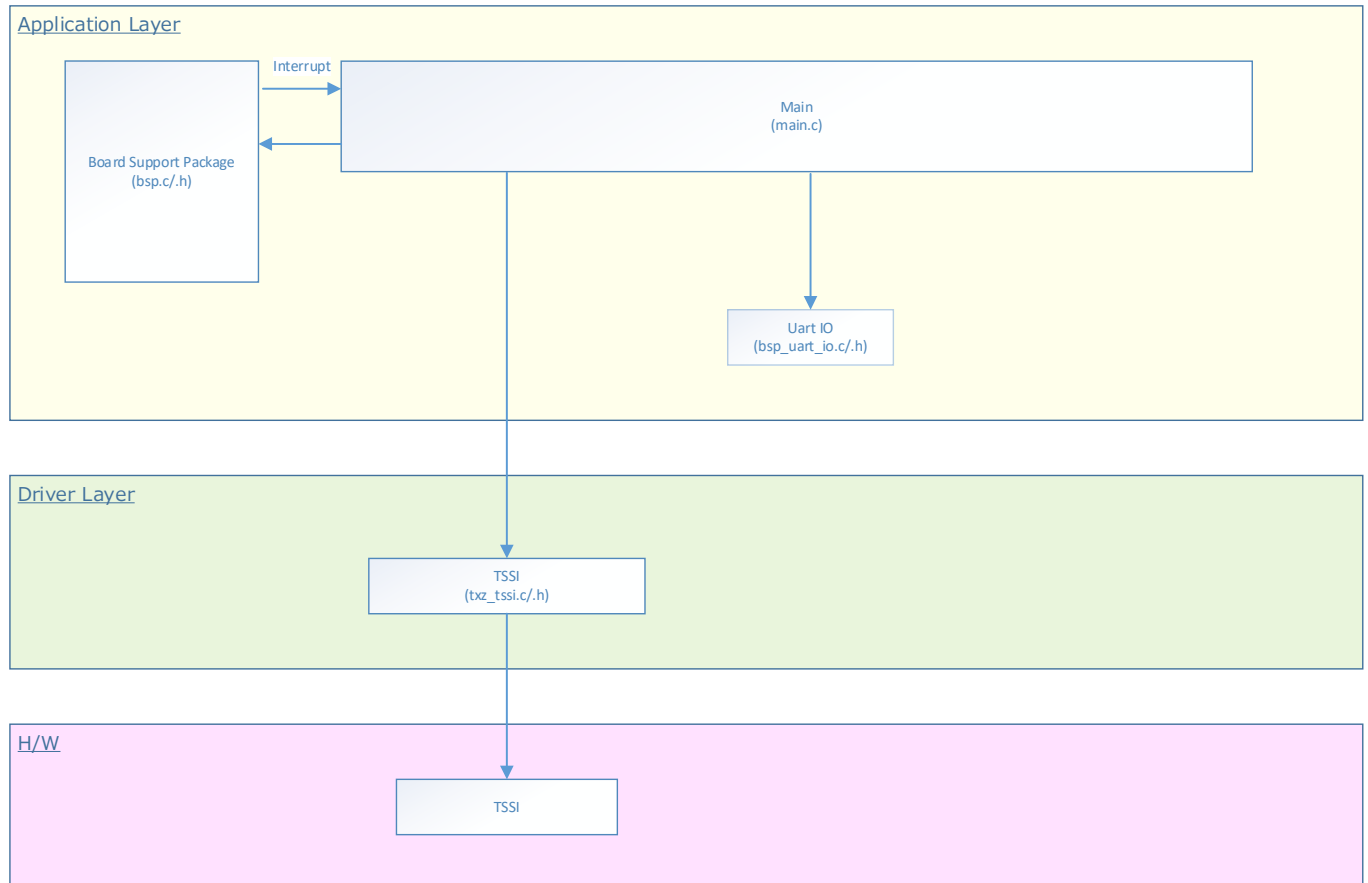 Application Layer
Interrupt
Main
(main.c)
Board Support Package
(bsp.c/.h)
Uart IO
(bsp_uart_io.c/.h)
Driver Layer
TSSI
(txz_tssi.c/.h)
H/W
TSSI